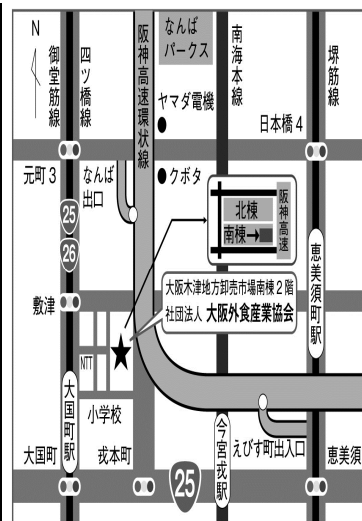 N
御堂筋線
四ツ橋線
阪神高速環状線
なんば
パークス
南海本線
堺筋線
ヤマダ電機
日本橋4
元町3
なんば
出口
クボタ
北棟
南棟
阪神高速
25
26
恵美須町駅
敷津
大阪木津地方卸売市場南棟2階
社団法人 大阪外食産業協会
NTT
大国町駅
小学校
今宮戎駅
大国町
戎本町
25
えびす町出入口
恵美須